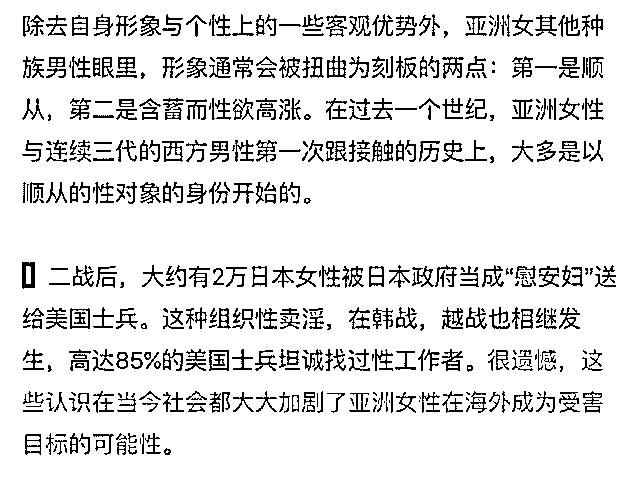 除去自身形象与个性上的一些客观优势外，亚洲女其他种
族男性眼里，形象通常会被扭曲为刻板的两点：第一是顺
从，第二是含蓄而性欲高涨。在过去一个世纪，亚洲女性
与连续三代的西方男性第一次跟接触的历史上，大多是以
顺从的性对象的身份开始的。
二战后，大约有2万日本女性被日本政府当成“慰安妇”送
给美国士兵。这种组织性卖淫，在韩战，越战也相继发
生，高达85%的美国士兵坦诚找过性工作者。很遗憾，这
些认识在当今社会都大大加剧了亚洲女性在海外成为受害
目标的可能性。